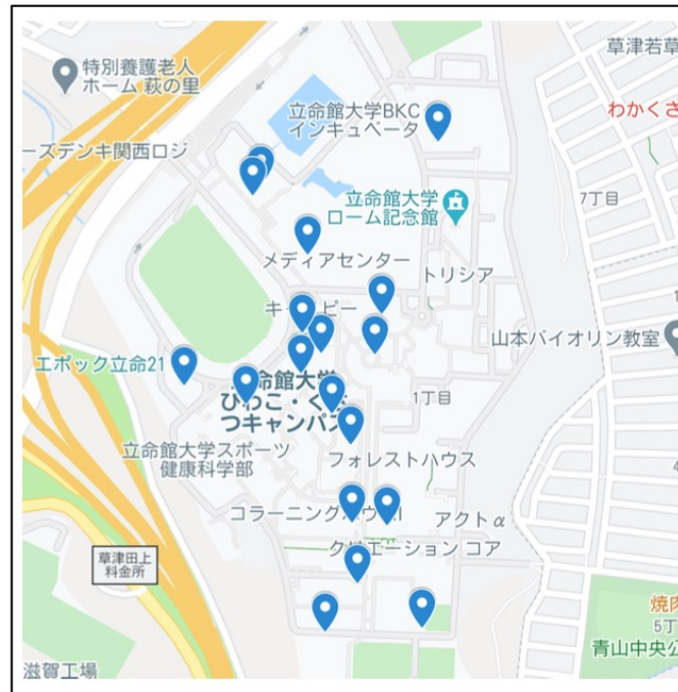 草津若草
特別養護老人
ホーム 萩の里
立命館大学BKC
インキュベータ
わかくさ
ーズデンキ関西ロジ
7丁目
立命館大学
ローム記念館
メディアセンター
トリシア
山本バイオリン教室
エポック立命21
命館大学
びわこ・く
つキャンパス
1丁目
立命館大学スポーツ
健康科学部
フォレストハウス
コラーニング
アクトα
クリエーション コア
草津田上
料金所
焼肉
5丁
青山中央公
滋賀工場